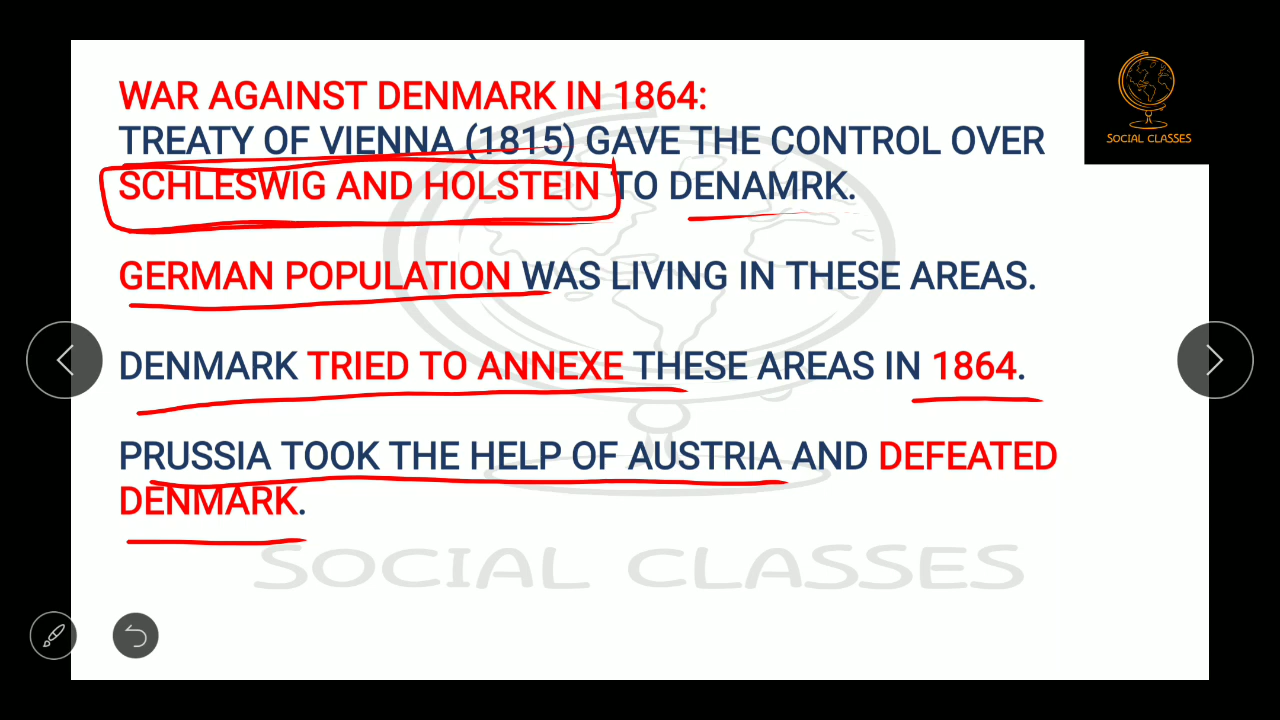 WAR AGAINST DENMARK IN 1864:
TREATY OF VIENNA (1815) GAVE THE CONTROL OVER
SCHLESWIG AND HOLSTEIN TO DENAMRK.
GERMAN POPULATION WAS LIVING IN THESE AREAS.
DENMARK TRIED TO ANNEXE THESE AREAS IN 1864.
PRUSSIA TOOK THE HELP OF AUSTRIA AND DEFEATED
DENMARK.
SOCIAL CLASSES
SOCIAL CLASSES